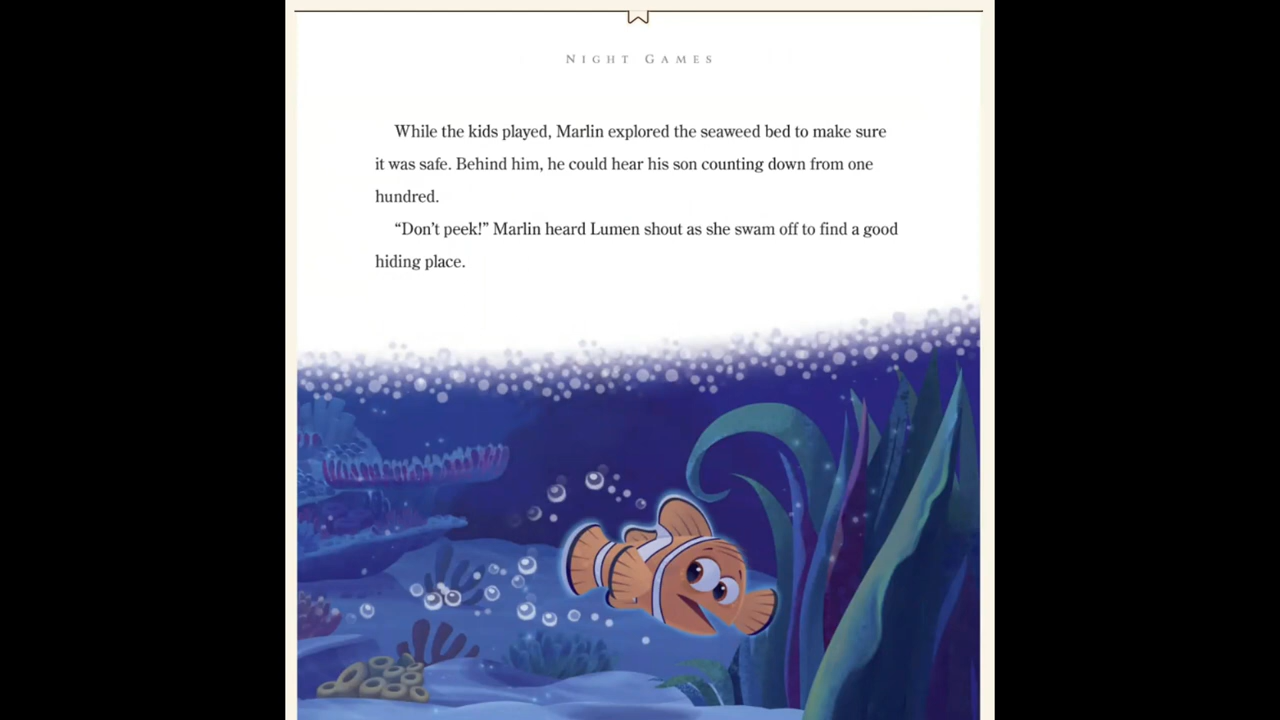 NIGHT GAMES
While the kids played, Marlin explored the seaweed bed to make sure
it was safe. Behind him, he could hear his son counting down from one
hundred.
“Don’t peek!” Marlin heard Lumen shout as she swam off to find a good
hiding place.